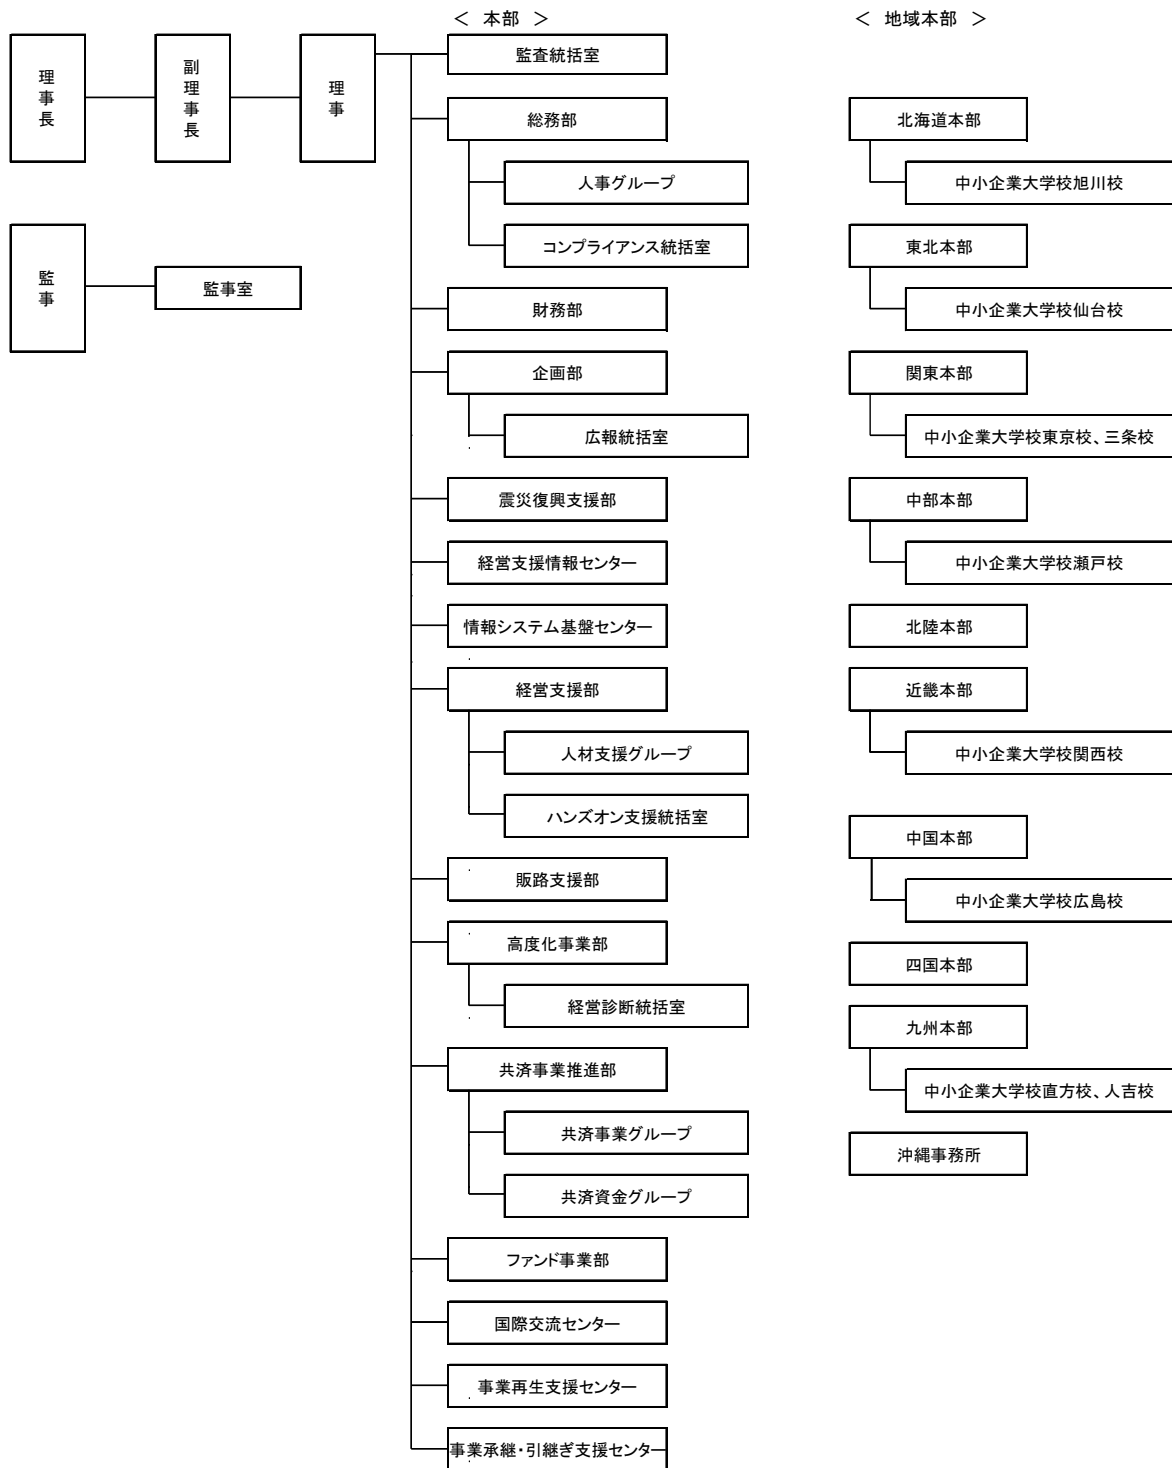 ＜ 本部 ＞
＜ 地域本部 ＞
理事長
副理事長
理事
監事
監事室
監査統括室
総務部
人事グループ
コンプライアンス統括室
財務部
企画部
広報統括室
震災復興支援部
経営支援情報センター
情報システム基盤センター
経営支援部
人材支援グループ
ハンズオン支援統括室
販路支援部
高度化事業部
経営診断統括室
共済事業推進部
共済事業グループ
共済資金グループ
ファンド事業部
国際交流センター
事業再生支援センター
事業承継・引継ぎ支援センター
北海道本部
中小企業大学校旭川校
東北本部
中小企業大学校仙台校
関東本部
中小企業大学校東京校、三条校
中部本部
中小企業大学校瀬戸校
北陸本部
近畿本部
中小企業大学校関西校
中国本部
中小企業大学校広島校
四国本部
九州本部
中小企業大学校直方校、人吉校
沖縄事務所